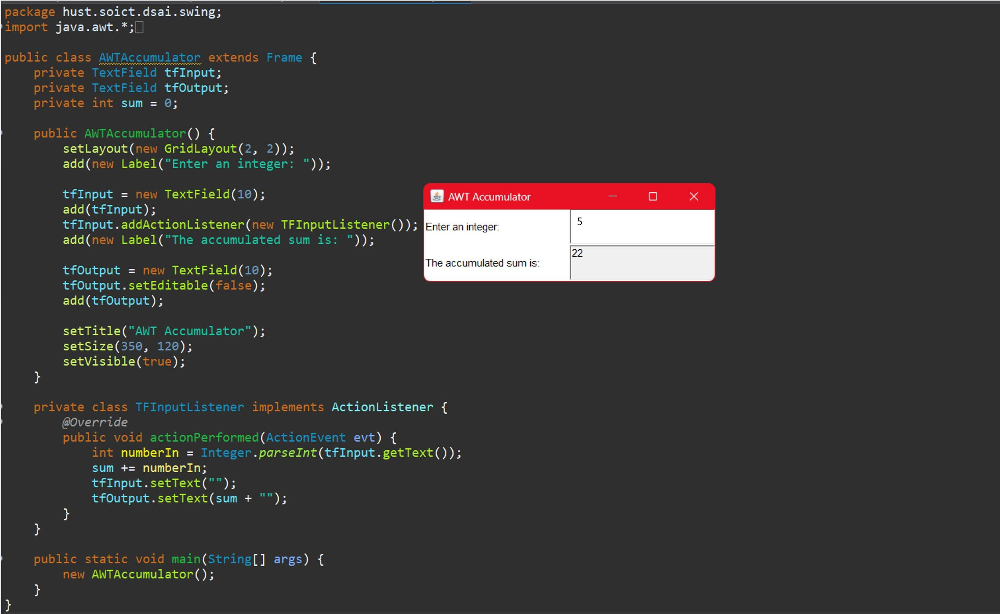 package hust.soict.dsai.swing;
import java.awt.*;

public class AWTAccumulator extends Frame {
    private TextField tfInput;
    private TextField tfOutput;
    private int sum = 0;

    public AWTAccumulator() {
        setLayout(new GridLayout(2, 2));
        add(new Label("Enter an integer: "));

        tfInput = new TextField(10);
        add(tfInput);
        tfInput.addActionListener(new TFInputListener());
        add(new Label("The accumulated sum is: "));

        tfOutput = new TextField(10);
        tfOutput.setEditable(false);
        add(tfOutput);

        setTitle("AWT Accumulator");
        setSize(350, 120);
        setVisible(true);
    }

    private class TFInputListener implements ActionListener {
        @Override
        public void actionPerformed(ActionEvent evt) {
            int numberIn = Integer.parseInt(tfInput.getText());
            sum += numberIn;
            tfInput.setText("");
            tfOutput.setText(sum + "");
        }
    }

    public static void main(String[] args) {
        new AWTAccumulator();
    }
}
AWT Accumulator
Enter an integer: 5
The accumulated sum is: 22